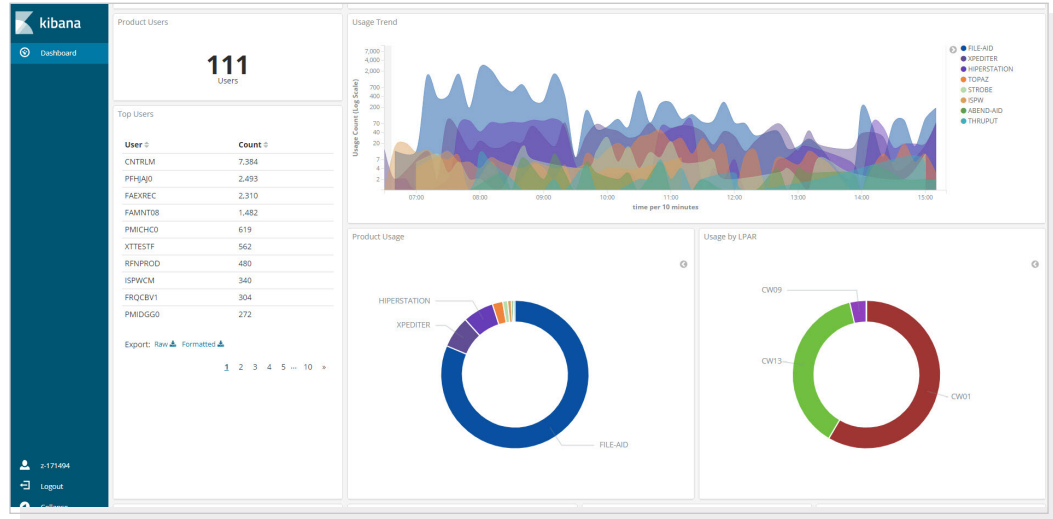 kibana
Dashboard
z-171494
Logout
Collapse
Product Users
111
Users
Top Users
User Count
CNTRLM 7,384
PFHJAJ0 2,493
FAEXREC 2,310
FAMNT08 1,482
PMICHC0 619
XTTESTF 562
RFNPROD 480
ISPWCM 340
FRQCBV1 304
PMIDGG0 272
Export: Raw Formatted
1 2 3 4 5 ... 10 »
Usage Trend
Usage Count (Log Scale)
7,000
4,000
2,000
700
400
200
70
40
20
7
4
2
07:00 08:00 09:00 10:00 11:00 12:00 13:00 14:00 15:00
time per 10 minutes
FILE-AID
XPEDITER
HIPERSTATION
TOPAZ
STROBE
ISPW
ABEND-AID
THRUPUT
Product Usage
HIPERSTATION
XPEDITER
FILE-AID
Usage by LPAR
CW09
CW13
CW01